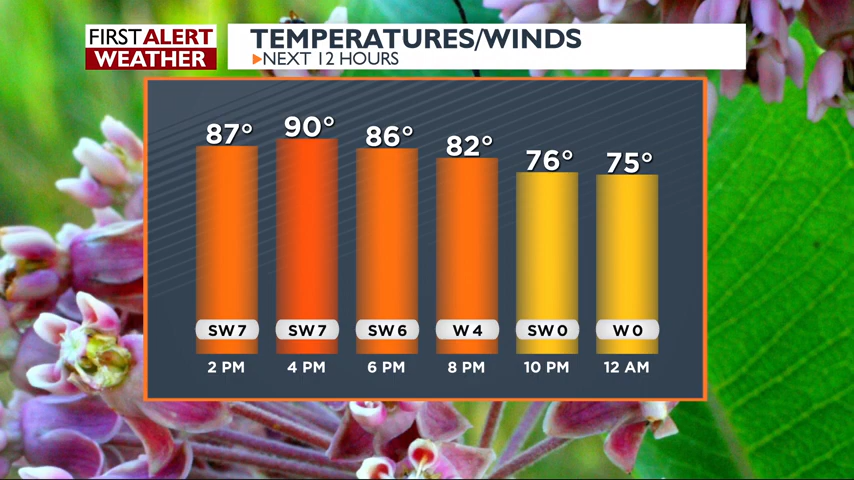 FIRST ALERT
WEATHER
TEMPERATURES/WINDS
NEXT 12 HOURS
87° 90° 86° 82° 76° 75°
SW 7 SW 7 SW 6 W 4 SW 0 W 0
2 PM 4 PM 6 PM 8 PM 10 PM 12 AM